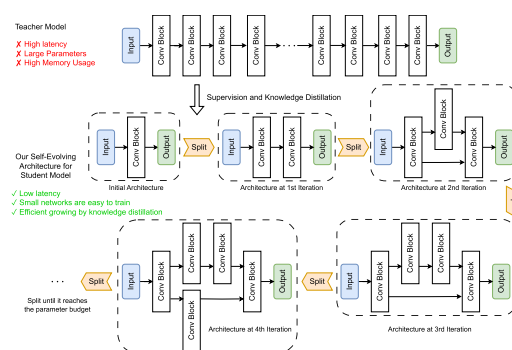 Teacher Model
✗ High latency
✗ Large Parameters
✗ High Memory Usage
Input
Conv Block
Conv Block
Conv Block
Conv Block
...
Conv Block
Conv Block
Conv Block
Conv Block
Output
Supervision and Knowledge Distillation
Our Self-Evolving
Architecture for
Student Model
✓ Low latency
✓ Small networks are easy to train
✓ Efficient growing by knowledge distillation
Input
Conv Block
Output
Initial Architecture
Split
Input
Conv Block
Conv Block
Output
Architecture at 1st Iteration
Split
Input
Conv Block
Conv Block
Conv Block
Output
Architecture at 2nd Iteration
...
Split until it reaches
the parameter budget
Split
Input
Conv Block
Conv Block
Conv Block
Conv Block
Conv Block
Output
Architecture at 4th Iteration
Split
Input
Conv Block
Conv Block
Conv Block
Conv Block
Output
Architecture at 3rd Iteration